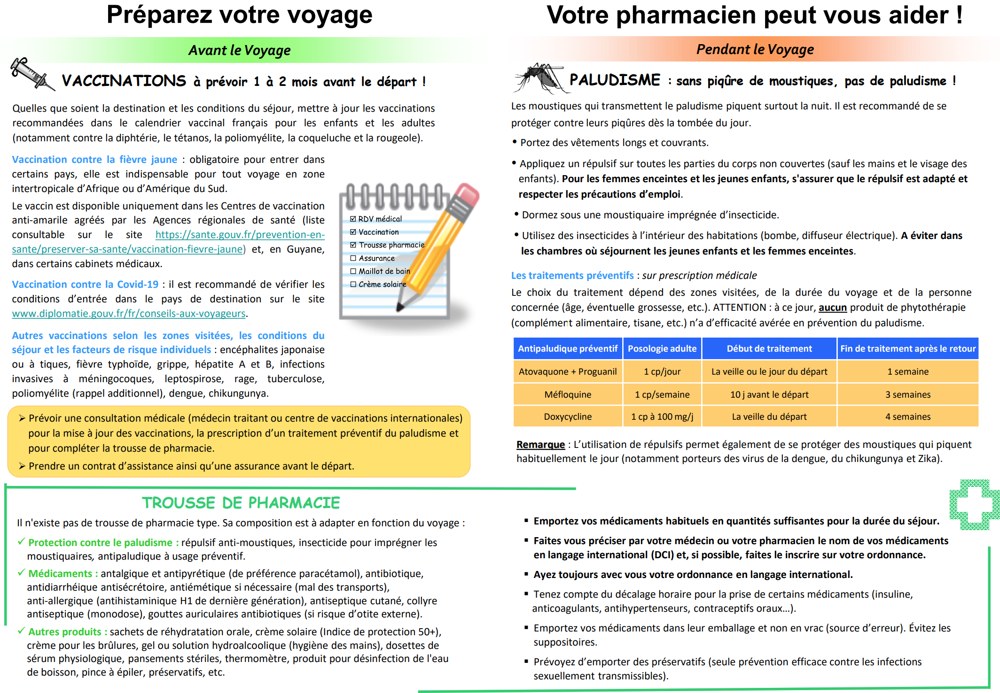 Préparez votre voyage
Avant le Voyage
VACCINATIONS à prévoir 1 à 2 mois avant le départ !
Quelles que soient la destination et les conditions du séjour, mettre à jour les vaccinations
recommandées dans le calendrier vaccinal français pour les enfants et les adultes
(notamment contre la diphtérie, le tétanos, la poliomyélite, la coqueluche et la rougeole).
Vaccination contre la fièvre jaune : obligatoire pour entrer dans
certains pays, elle est indispensable pour tout voyage en zone
intertropicale d’Afrique ou d’Amérique du Sud.
Le vaccin est disponible uniquement dans les Centres de vaccination
anti-amarile agréés par les Agences régionales de santé (liste
consultable sur le site https://sante.gouv.fr/prevention-en-
sante/preserver-sa-sante/vaccination-fievre-jaune) et, en Guyane,
dans certains cabinets médicaux.
Vaccination contre la Covid-19 : il est recommandé de vérifier les
conditions d’entrée dans le pays de destination sur le site
www.diplomatie.gouv.fr/fr/conseils-aux-voyageurs.
Autres vaccinations selon les zones visitées, les conditions du
séjour et les facteurs de risque individuels : encéphalites japonaise
ou à tiques, fièvre typhoïde, grippe, hépatite A et B, infections
invasives à méningocoques, leptospirose, rage, tuberculose,
poliomyélite (rappel additionnel), dengue, chikungunya.
☑ RDV médical
☑ Vaccination
☑ Trousse pharmacie
☐ Assurance
☐ Maillot de bain
☐ Crème solaire
➢ Prévoir une consultation médicale (médecin traitant ou centre de vaccinations internationales)
pour la mise à jour des vaccinations, la prescription d’un traitement préventif du paludisme et
pour compléter la trousse de pharmacie.
➢ Prendre un contrat d’assistance ainsi qu’une assurance avant le départ.
Votre pharmacien peut vous aider !
Pendant le Voyage
PALUDISME : sans piqûre de moustiques, pas de paludisme !
Les moustiques qui transmettent le paludisme piquent surtout la nuit. Il est recommandé de se
protéger contre leurs piqûres dès la tombée du jour.
• Portez des vêtements longs et couvrants.
• Appliquez un répulsif sur toutes les parties du corps non couvertes (sauf les mains et le visage des
enfants). Pour les femmes enceintes et les jeunes enfants, s'assurer que le répulsif est adapté et
respecter les précautions d’emploi.
• Dormez sous une moustiquaire imprégnée d’insecticide.
• Utilisez des insecticides à l’intérieur des habitations (bombe, diffuseur électrique). A éviter dans
les chambres où séjournent les jeunes enfants et les femmes enceintes.
Les traitements préventifs : sur prescription médicale
Le choix du traitement dépend des zones visitées, de la durée du voyage et de la personne
concernée (âge, éventuelle grossesse, etc.). ATTENTION : à ce jour, aucun produit de phytothérapie
(complément alimentaire, tisane, etc.) n’a d’efficacité avérée en prévention du paludisme.
Antipaludique préventif Posologie adulte Début de traitement Fin de traitement après le retour
Atovaquone + Proguanil 1 cp/jour La veille ou le jour du départ 1 semaine
Méfloquine 1 cp/semaine 10 j avant le départ 3 semaines
Doxycycline 1 cp à 100 mg/j La veille du départ 4 semaines
Remarque : L’utilisation de répulsifs permet également de se protéger des moustiques qui piquent
habituellement le jour (notamment porteurs des virus de la dengue, du chikungunya et Zika).
TROUSSE DE PHARMACIE
Il n'existe pas de trousse de pharmacie type. Sa composition est à adapter en fonction du voyage :
✓ Protection contre le paludisme : répulsif anti-moustiques, insecticide pour imprégner les
moustiquaires, antipaludique à usage préventif.
✓ Médicaments : antalgique et antipyrétique (de préférence paracétamol), antibiotique,
antidiarrhéique antisécrétoire, antiémétique si nécessaire (mal des transports),
anti-allergique (antihistaminique H1 de dernière génération), antiseptique cutané, collyre
antiseptique (monodose), gouttes auriculaires antibiotiques (si risque d’otite externe).
✓ Autres produits : sachets de réhydratation orale, crème solaire (Indice de protection 50+),
crème pour les brûlures, gel ou solution hydroalcoolique (hygiène des mains), dosettes de
sérum physiologique, pansements stériles, thermomètre, produit pour désinfection de l'eau
de boisson, pince à épiler, préservatifs, etc.
▪ Emportez vos médicaments habituels en quantités suffisantes pour la durée du séjour.
▪ Faites vous préciser par votre médecin ou votre pharmacien le nom de vos médicaments
en langage international (DCI) et, si possible, faites le inscrire sur votre ordonnance.
▪ Ayez toujours avec vous votre ordonnance en langage international.
▪ Tenez compte du décalage horaire pour la prise de certains médicaments (insuline,
anticoagulants, antihypertenseurs, contraceptifs oraux…).
▪ Emportez vos médicaments dans leur emballage et non en vrac (source d’erreur). Évitez les
suppositoires.
▪ Prévoyez d’emporter des préservatifs (seule prévention efficace contre les infections
sexuellement transmissibles).